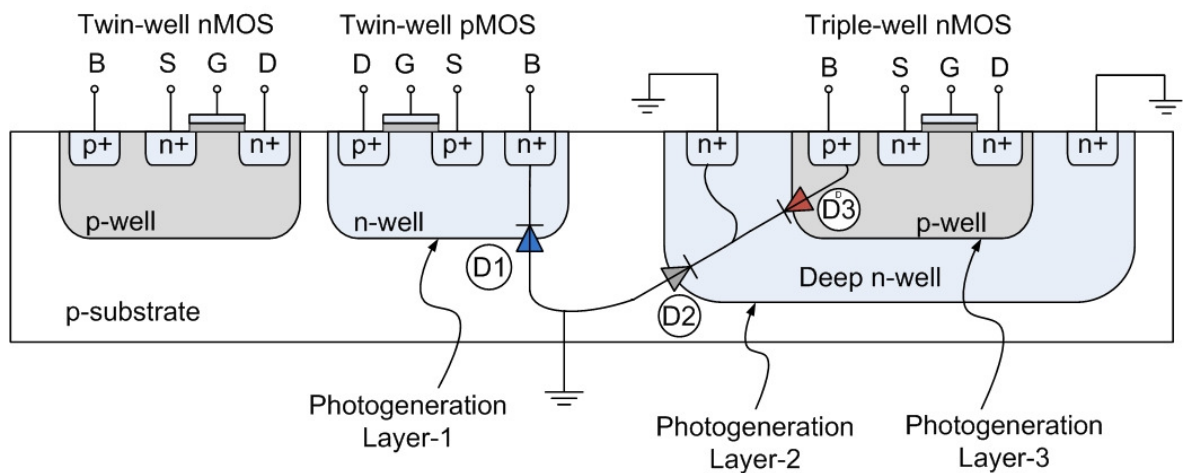 Twin-well nMOS
Twin-well pMOS
Triple-well nMOS
B S G D
D G S B
B S G D
p+ n+ n+
p+ p+ n+
n+ p+ n+ n+ n+
D
D3
p-well
n-well
p-well
D1
Deep n-well
p-substrate
D2
Photogeneration
Layer-1
Photogeneration
Layer-2
Photogeneration
Layer-3